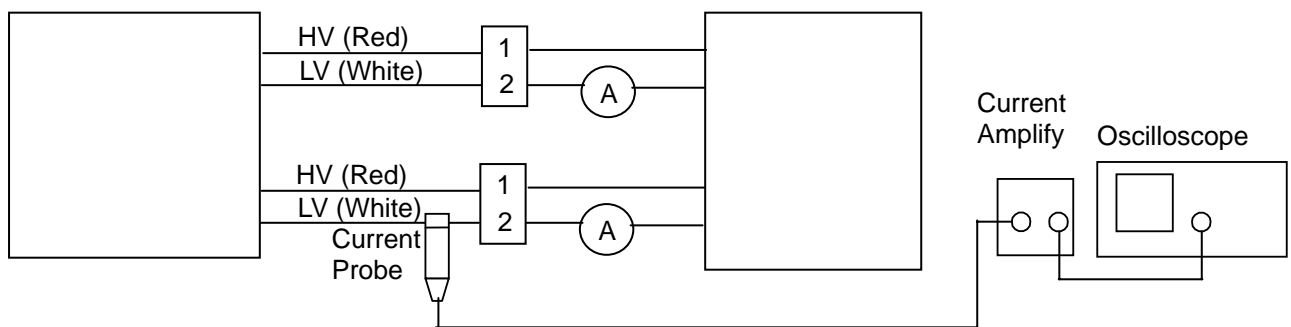 HV (Red)
LV (White)
1
2
A
HV (Red)
LV (White)
1
2
A
Current
Probe
Current
Amplify
Oscilloscope